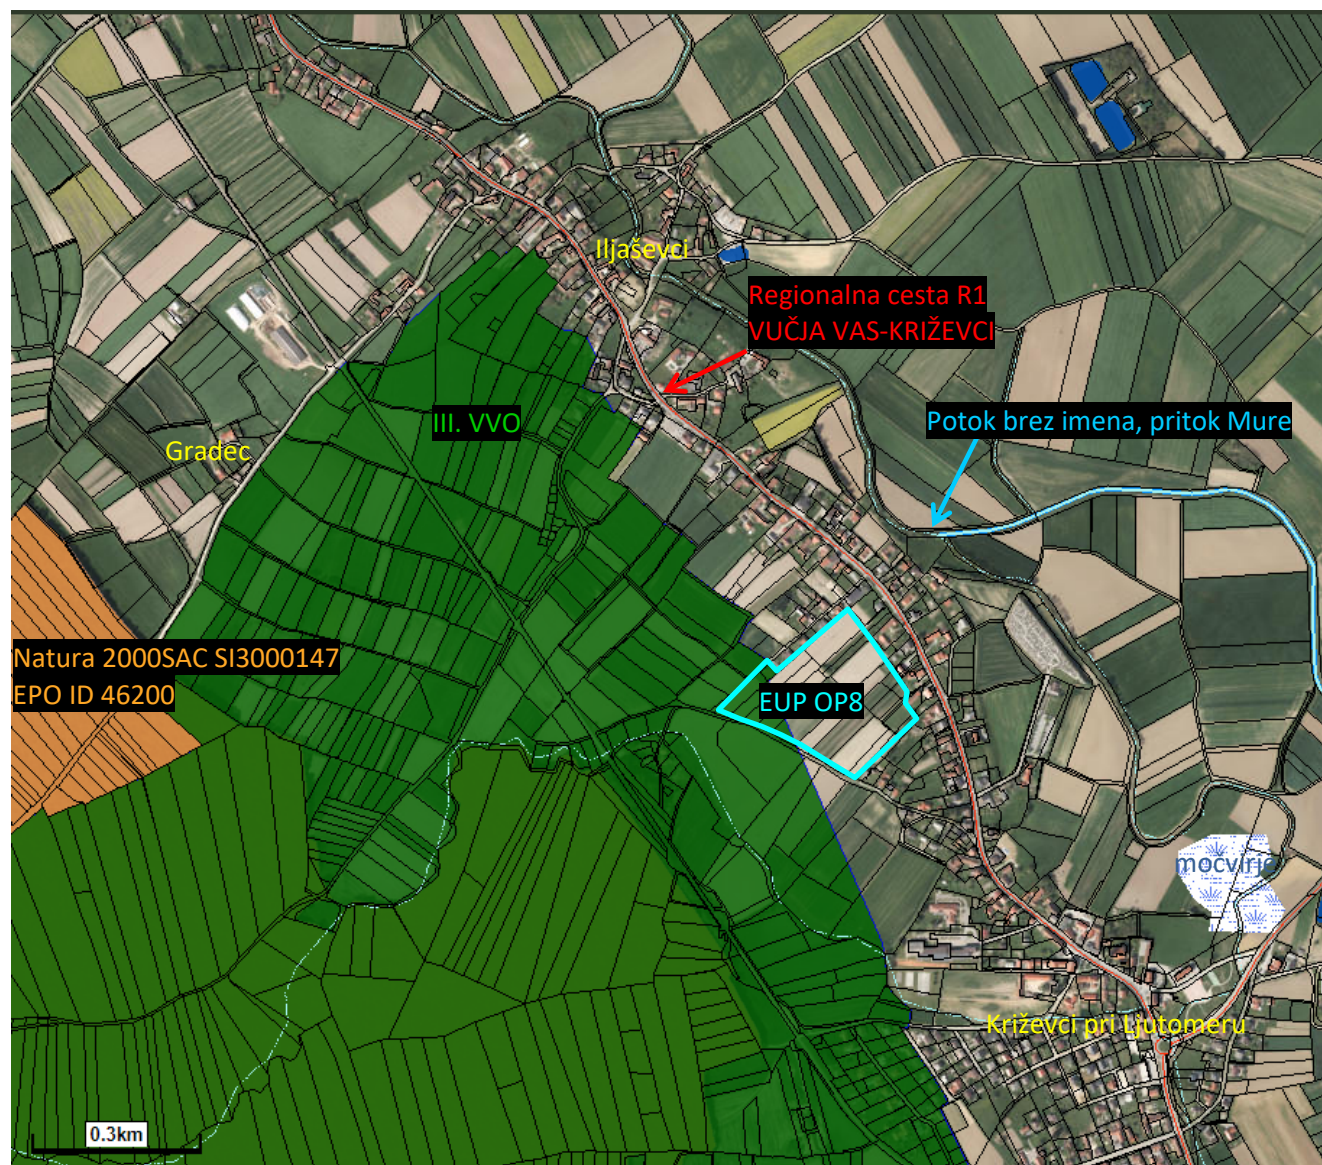 Iljaševci
Regionalna cesta R1
VUČJA VAS-KRIŽEVCI
III. VVO
Potok brez imena, pritok Mure
Gradec
Natura 2000SAC SI3000147
EPO ID 46200
EUP OP8
močvirje
Križevci pri Ljutomeru
0.3km